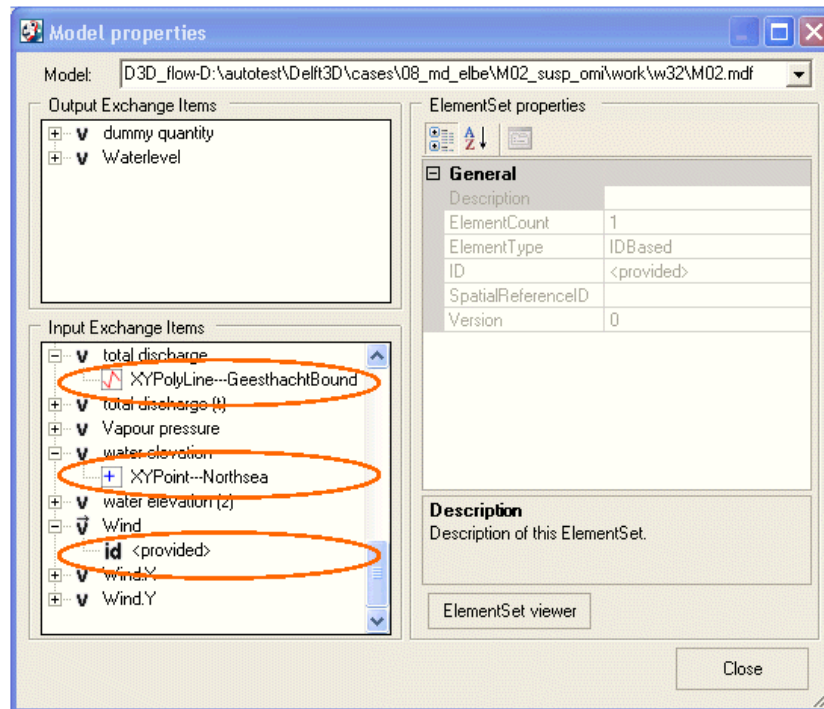 Model properties
Model: D3D_flow-D:\autotest\Delft3D\cases\08_md_elbe\M02_susp_omi\work\w32\M02.mdf
Output Exchange Items
dummy quantity
Waterlevel
Input Exchange Items
total discharge
XYPolyLine---GeesthachtBound
total discharge (t)
Vapour pressure
water elevation
XYPoint---Northsea
water elevation (2)
Wind
id <provided>
Wind.X
Wind.Y
ElementSet properties
General
Description
ElementCount 1
ElementType IDBased
ID <provided>
SpatialReferenceID
Version 0
Description
Description of this ElementSet.
ElementSet viewer
Close